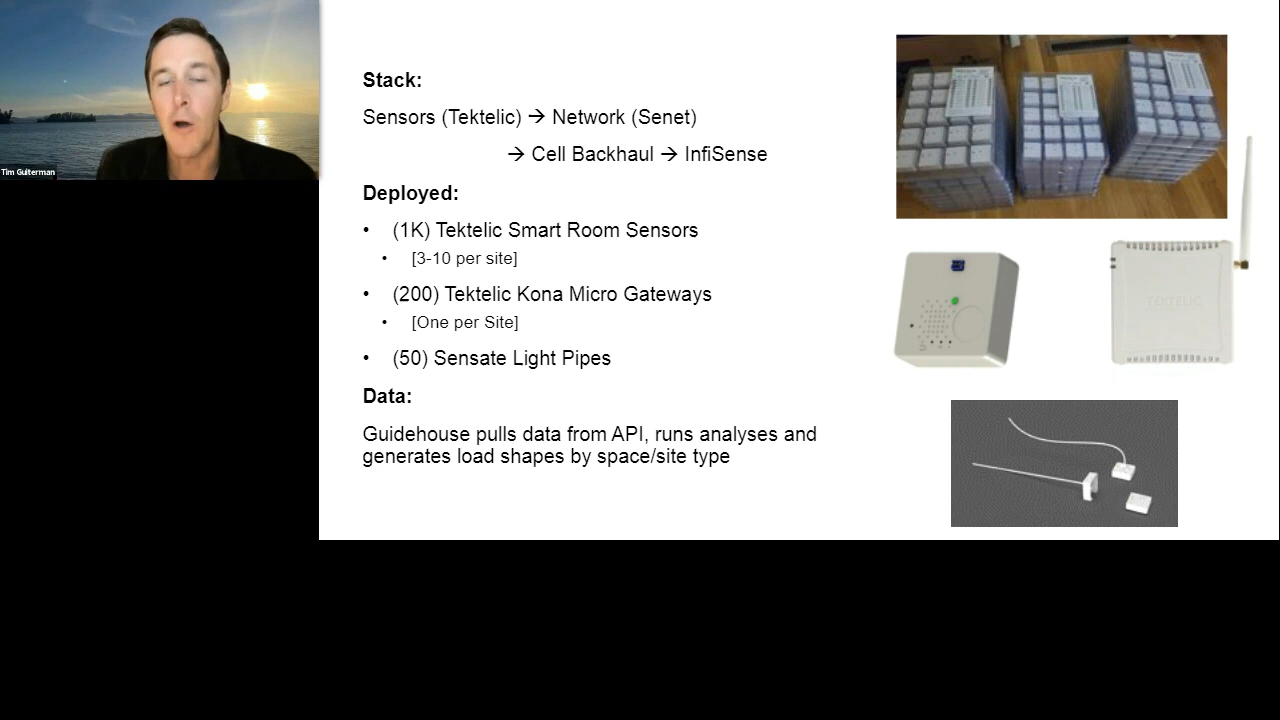 Tim Guiterman
Stack:
Sensors (Tektelic) → Network (Senet)
→ Cell Backhaul → InfiSense
Deployed:
• (1K) Tektelic Smart Room Sensors
• [3-10 per site]
• (200) Tektelic Kona Micro Gateways
• [One per Site]
• (50) Sensate Light Pipes
Data:
Guidehouse pulls data from API, runs analyses and
generates load shapes by space/site type
TEKTELIC